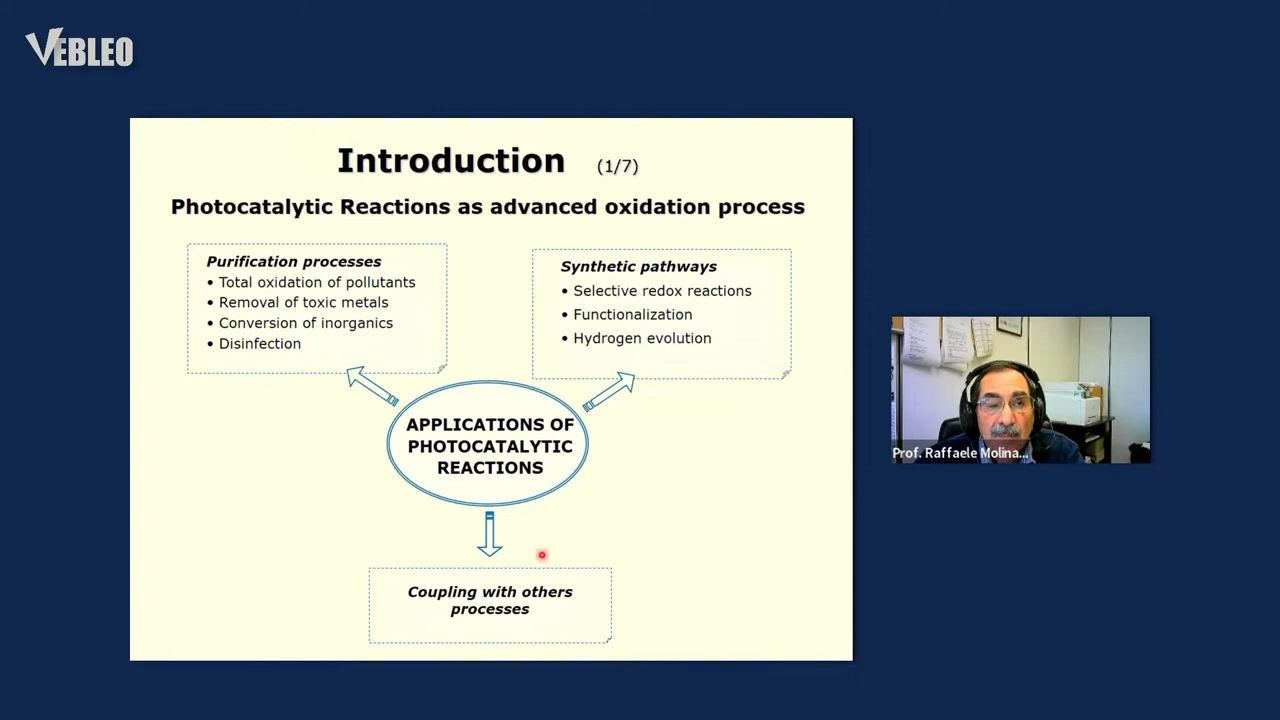 VEBLEO
Introduction (1/7)
Photocatalytic Reactions as advanced oxidation process
Purification processes
• Total oxidation of pollutants
• Removal of toxic metals
• Conversion of inorganics
• Disinfection
Synthetic pathways
• Selective redox reactions
• Functionalization
• Hydrogen evolution
APPLICATIONS OF
PHOTOCATALYTIC
REACTIONS
Coupling with others
processes
Prof. Raffaele Molina...